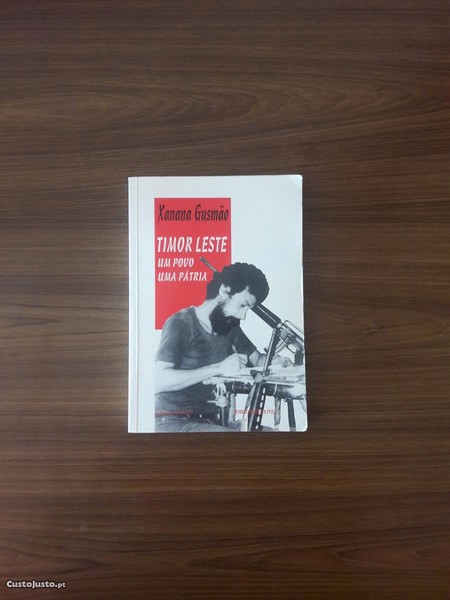 Xanana Gusmão
TIMOR LESTE
UM POVO
UMA PÁTRIA
CustoJusto.pt